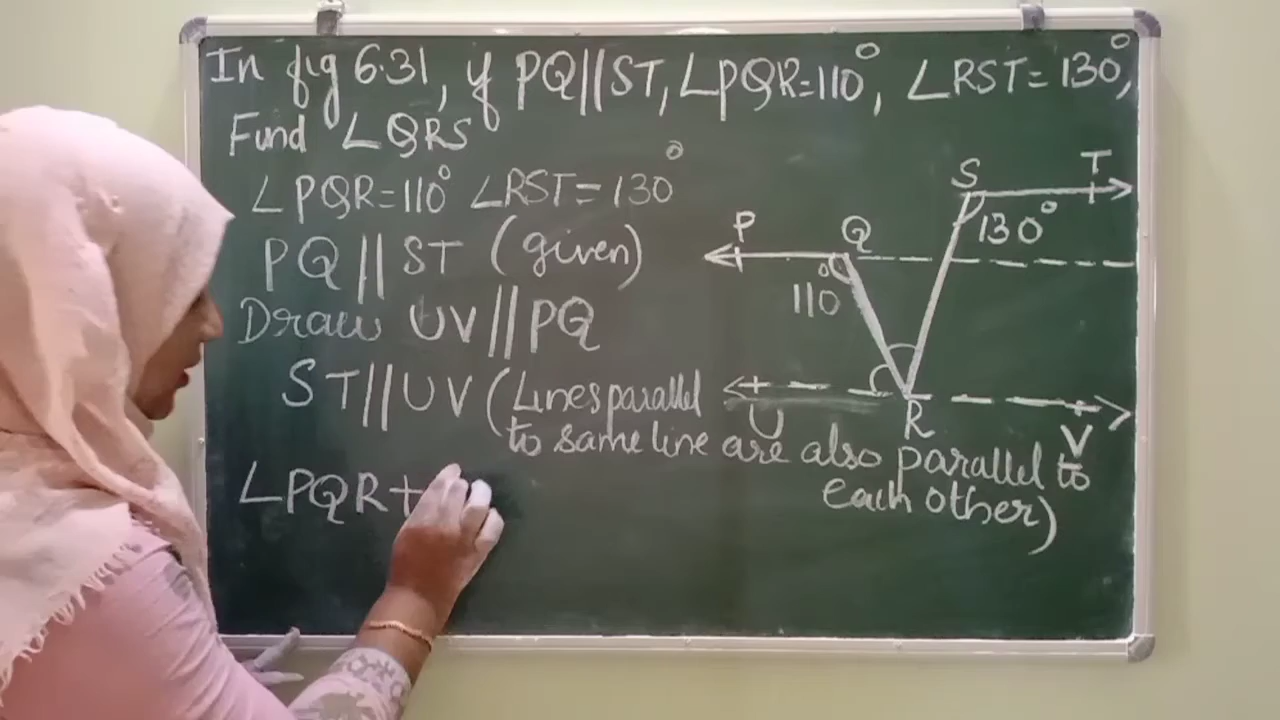 In fig 6.31, if PQ||ST, ∠PQR=110°, ∠RST=130°,
Find ∠QRS
∠PQR=110° ∠RST=130°
PQ||ST (given)
Draw UV||PQ
ST||UV (Lines parallel
to same line are also parallel to
each other)
∠PQR+
S T
130°
P Q
110°
U R V